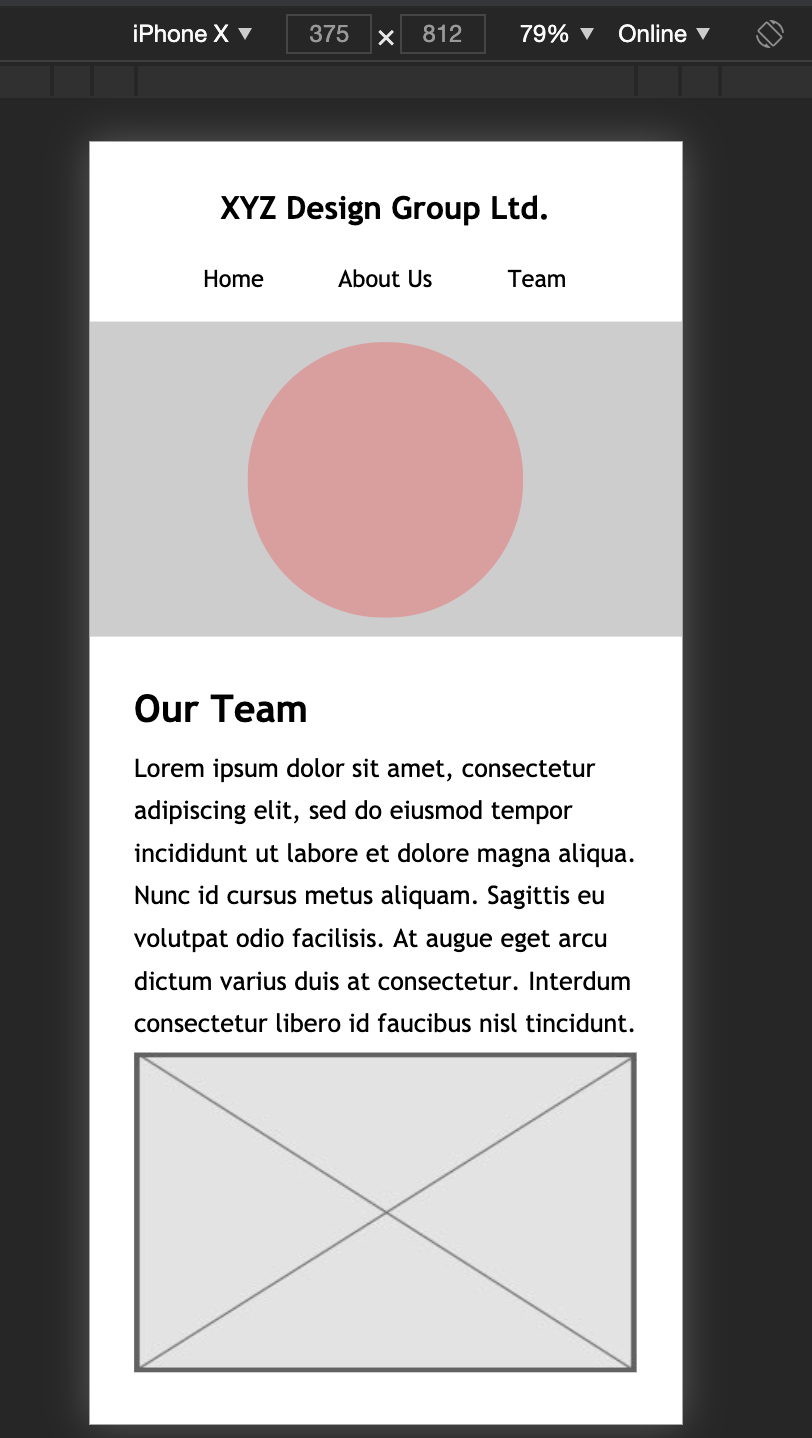 iPhone X ▼ 375 × 812 79% ▼ Online ▼
XYZ Design Group Ltd.
Home About Us Team
Our Team
Lorem ipsum dolor sit amet, consectetur
adipiscing elit, sed do eiusmod tempor
incididunt ut labore et dolore magna aliqua.
Nunc id cursus metus aliquam. Sagittis eu
volutpat odio facilisis. At augue eget arcu
dictum varius duis at consectetur. Interdum
consectetur libero id faucibus nisl tincidunt.